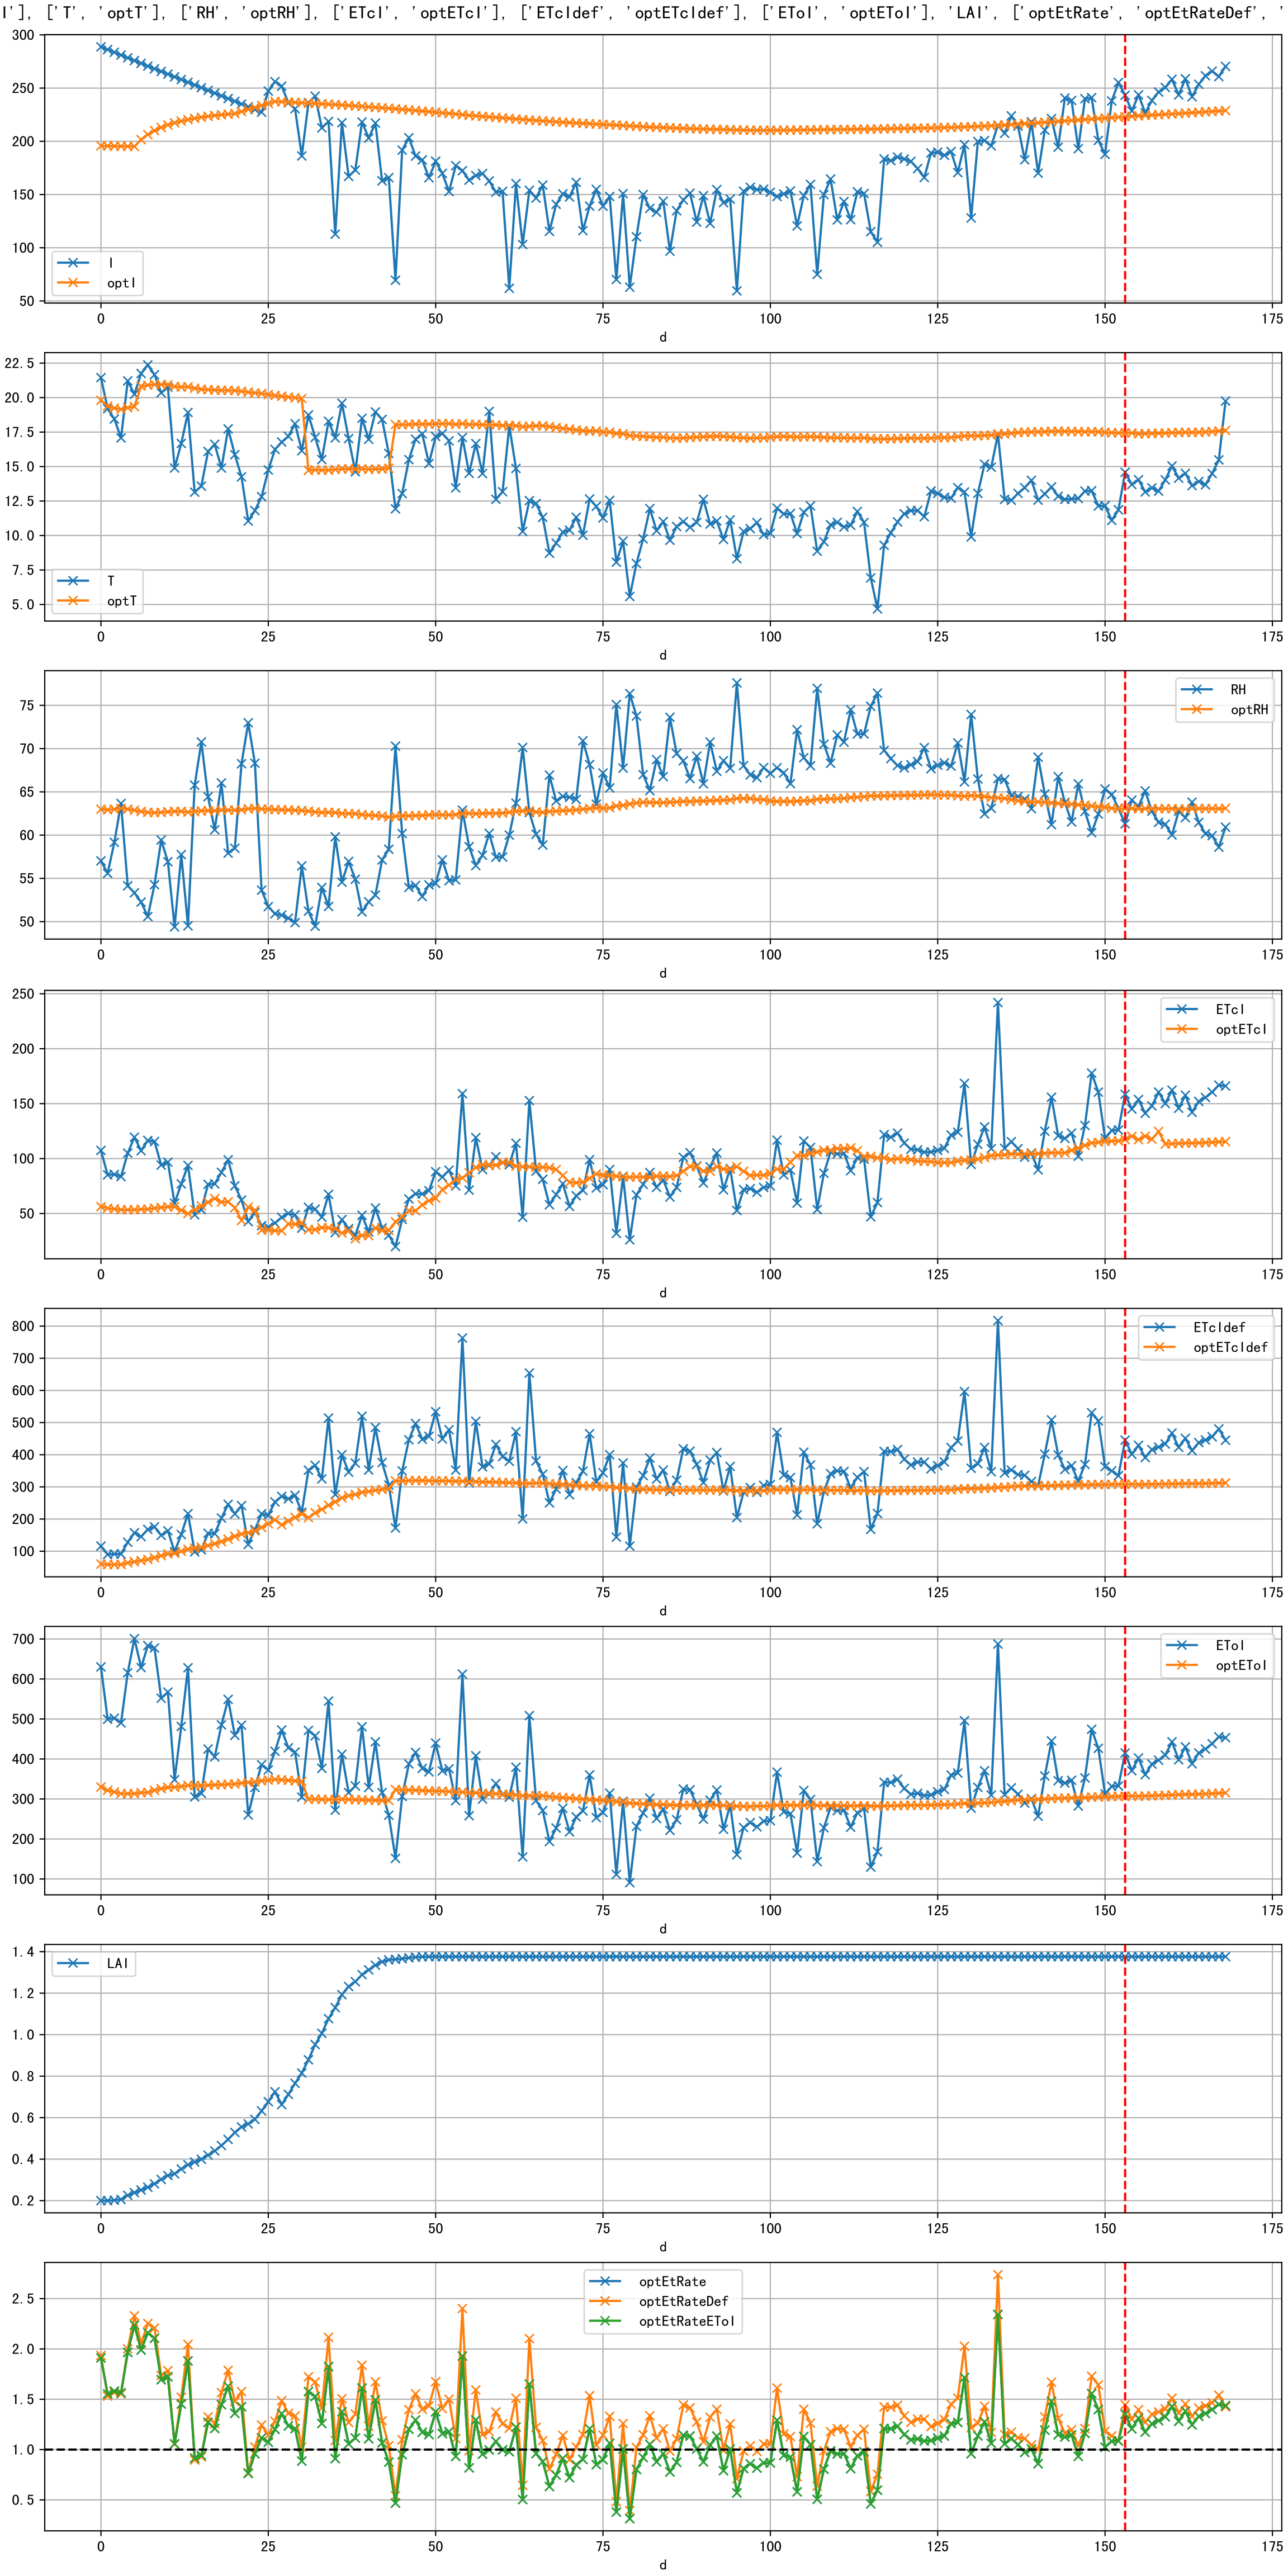 I'], ['T', 'optT'], ['RH', 'optRH'], ['ETcI', 'optETcI'], ['ETcIdef', 'optETcIdef'], ['EToI', 'optEToI'], 'LAI', ['optEtRate', 'optEtRateDef', '
300
250
200
150
100
50
I
optI
0 25 50 75 100 125 150 175
d
22.5
20.0
17.5
15.0
12.5
10.0
7.5
5.0
T
optT
0 25 50 75 100 125 150 175
d
75
70
65
60
55
50
RH
optRH
0 25 50 75 100 125 150 175
d
250
200
150
100
50
ETcI
optETcI
0 25 50 75 100 125 150 175
d
800
700
600
500
400
300
200
100
ETcIdef
optETcIdef
0 25 50 75 100 125 150 175
d
700
600
500
400
300
200
100
EToI
optEToI
0 25 50 75 100 125 150 175
d
1.4
1.2
1.0
0.8
0.6
0.4
0.2
LAI
0 25 50 75 100 125 150 175
d
2.5
2.0
1.5
1.0
0.5
optEtRate
optEtRateDef
optEtRateEToI
0 25 50 75 100 125 150 175
d